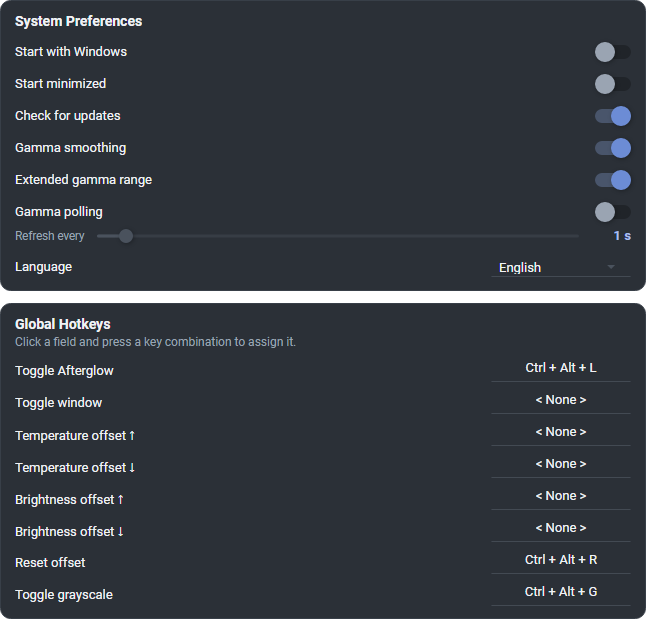 System Preferences
Start with Windows
Start minimized
Check for updates
Gamma smoothing
Extended gamma range
Gamma polling
Refresh every 1 s
Language English
Global Hotkeys
Click a field and press a key combination to assign it.
Toggle Afterglow Ctrl + Alt + L
Toggle window < None >
Temperature offset ↑ < None >
Temperature offset ↓ < None >
Brightness offset ↑ < None >
Brightness offset ↓ < None >
Reset offset Ctrl + Alt + R
Toggle grayscale Ctrl + Alt + G